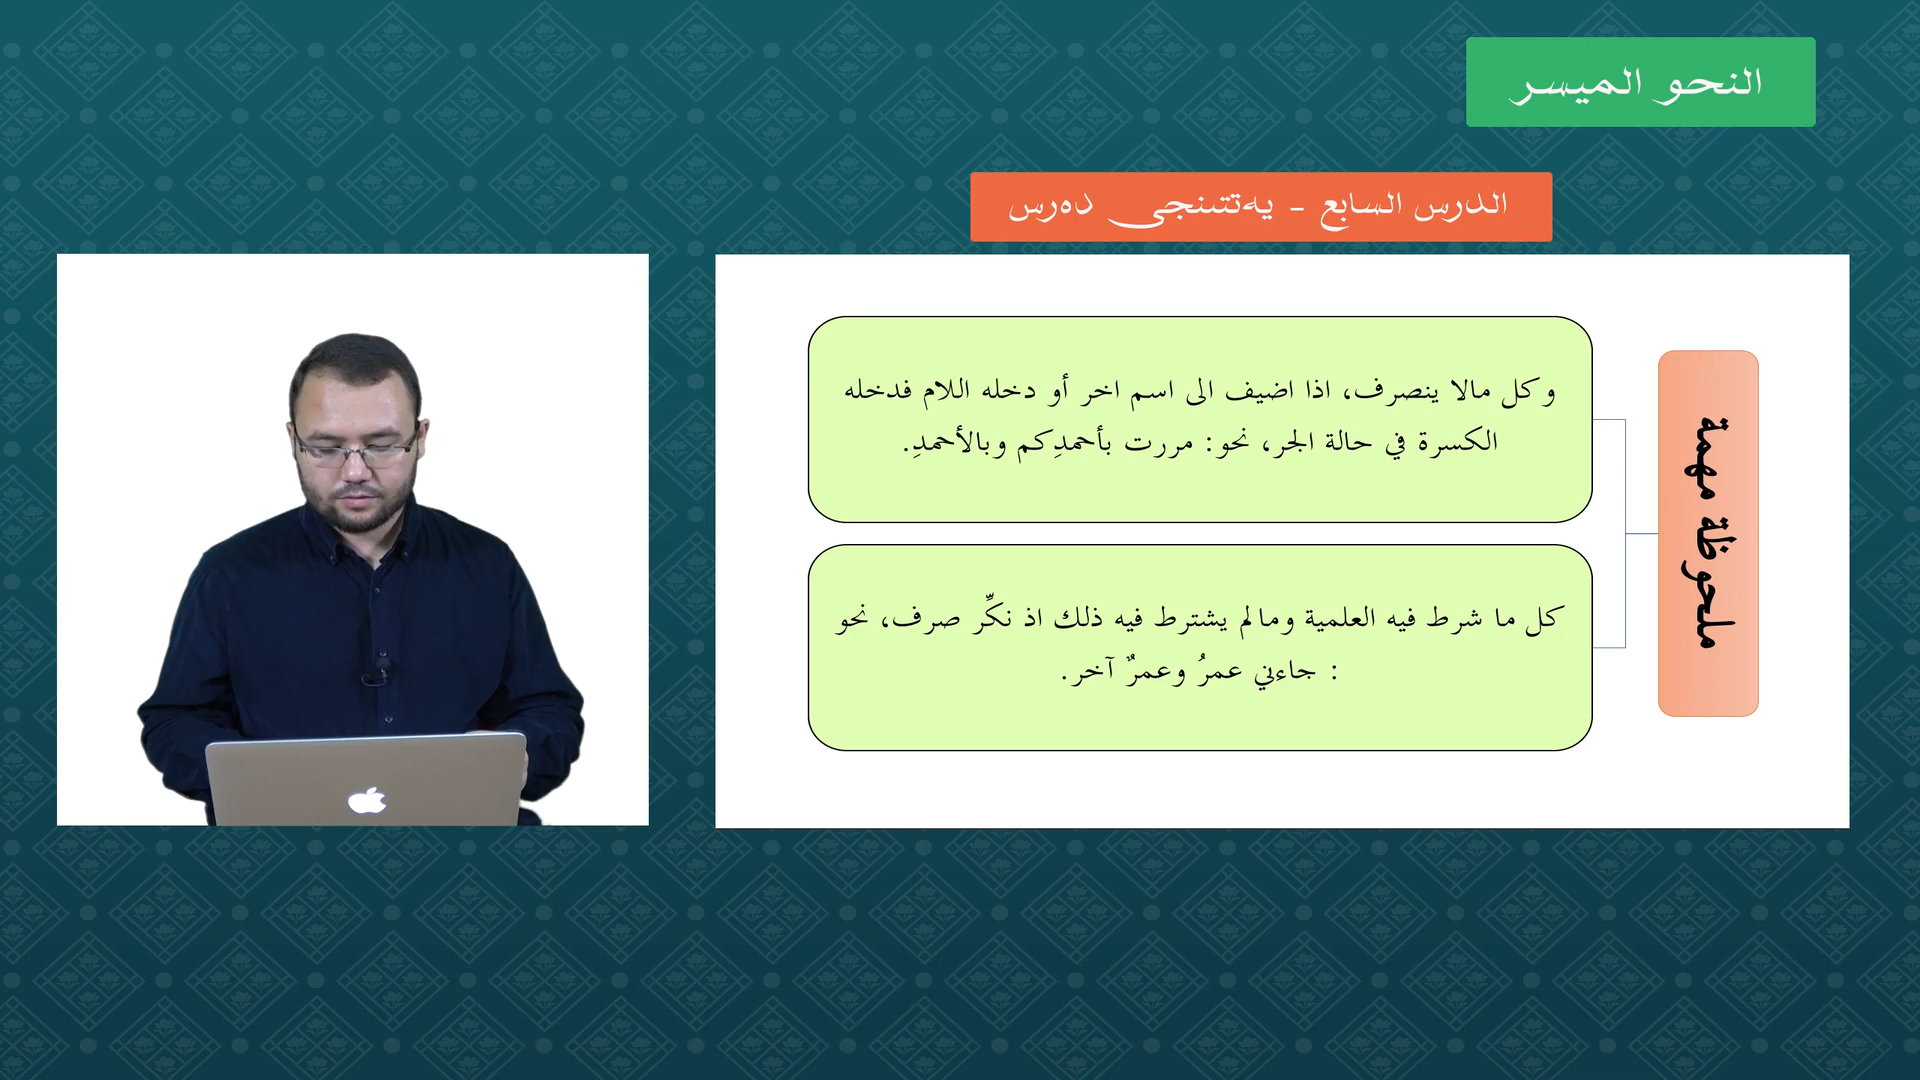 النحو الميسر
الدرس السابع - يەتتىنجى دەرس
ملحوظة مهمة
وكل مالا ينصرف، اذا اضيف الى اسم اخر أو دخله اللام فدخله
الكسرة في حالة الجر، نحو: مررت بأحمدِكم وبالأحمدِ.
كل ما شرط فيه العلمية ومالم يشترط فيه ذلك اذ نكِّر صرف، نحو
: جاءني عمرُ وعمرٌ آخر.